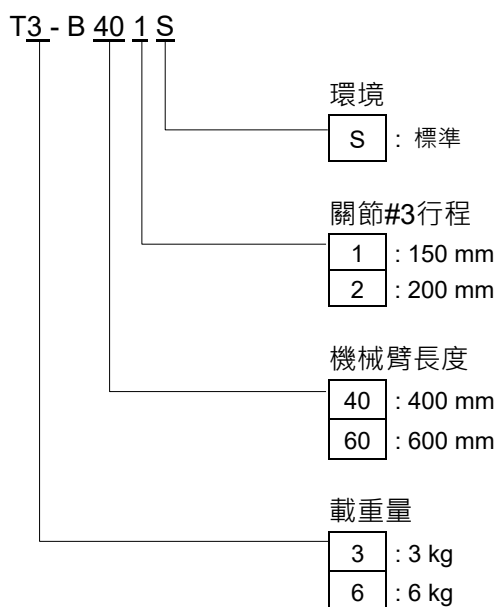 T3 - B 40 1 S
環境
S : 標準
關節#3行程
1 : 150 mm
2 : 200 mm
機械臂長度
40 : 400 mm
60 : 600 mm
載重量
3 : 3 kg
6 : 6 kg